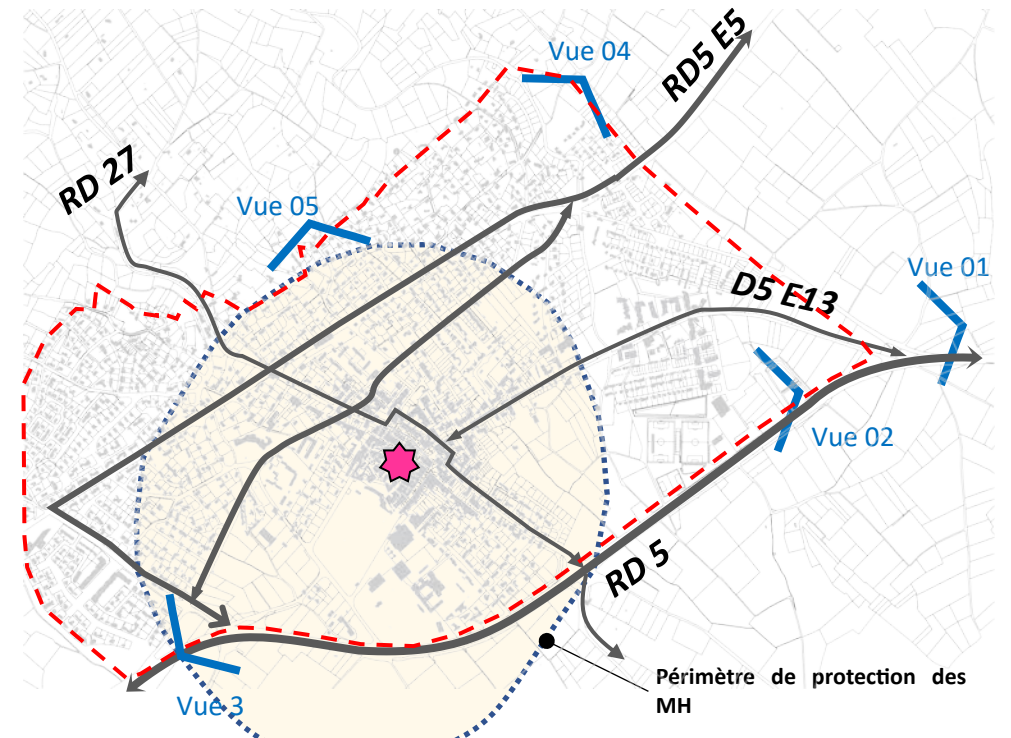 Vue 04
RD5 E5
RD 27
Vue 05
Vue 01
D5 E13
Vue 02
RD 5
Périmètre de protection des
MH
Vue 3